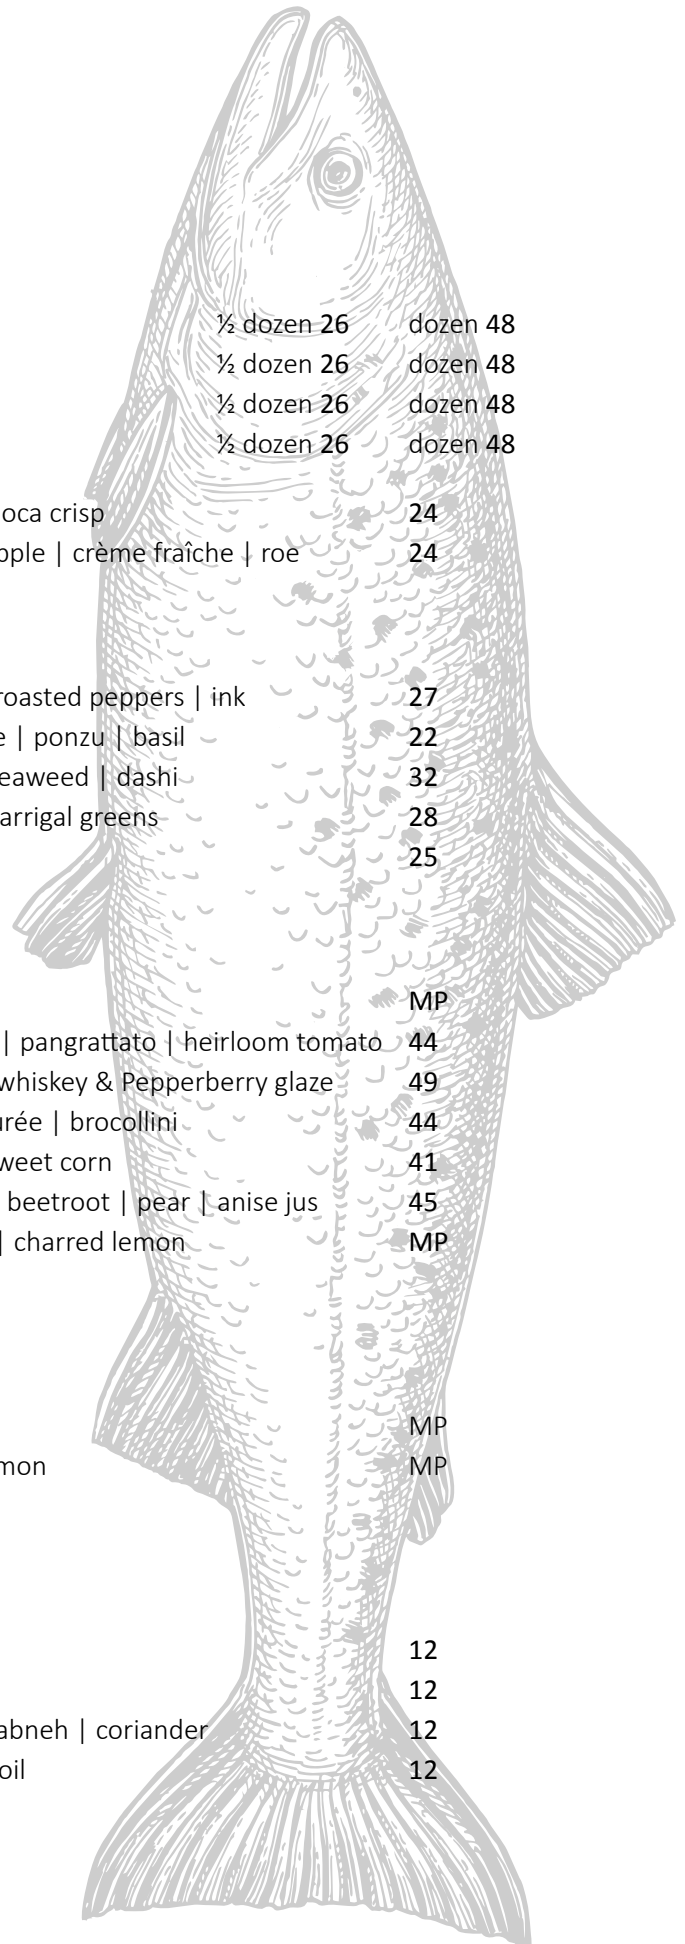 ½ dozen 26 dozen 48
½ dozen 26 dozen 48
½ dozen 26 dozen 48
½ dozen 26 dozen 48
oca crisp 24
pple | crème fraîche | roe 24
roasted peppers | ink 27
e | ponzu | basil 22
eaweed | dashi 32
arrigal greens 28
25
MP
| pangrattato | heirloom tomato 44
whiskey & Pepperberry glaze 49
urée | brocollini 44
weet corn 41
beetroot | pear | anise jus 45
| charred lemon MP
MP
mon MP
12
12
abneh | coriander 12
oil 12